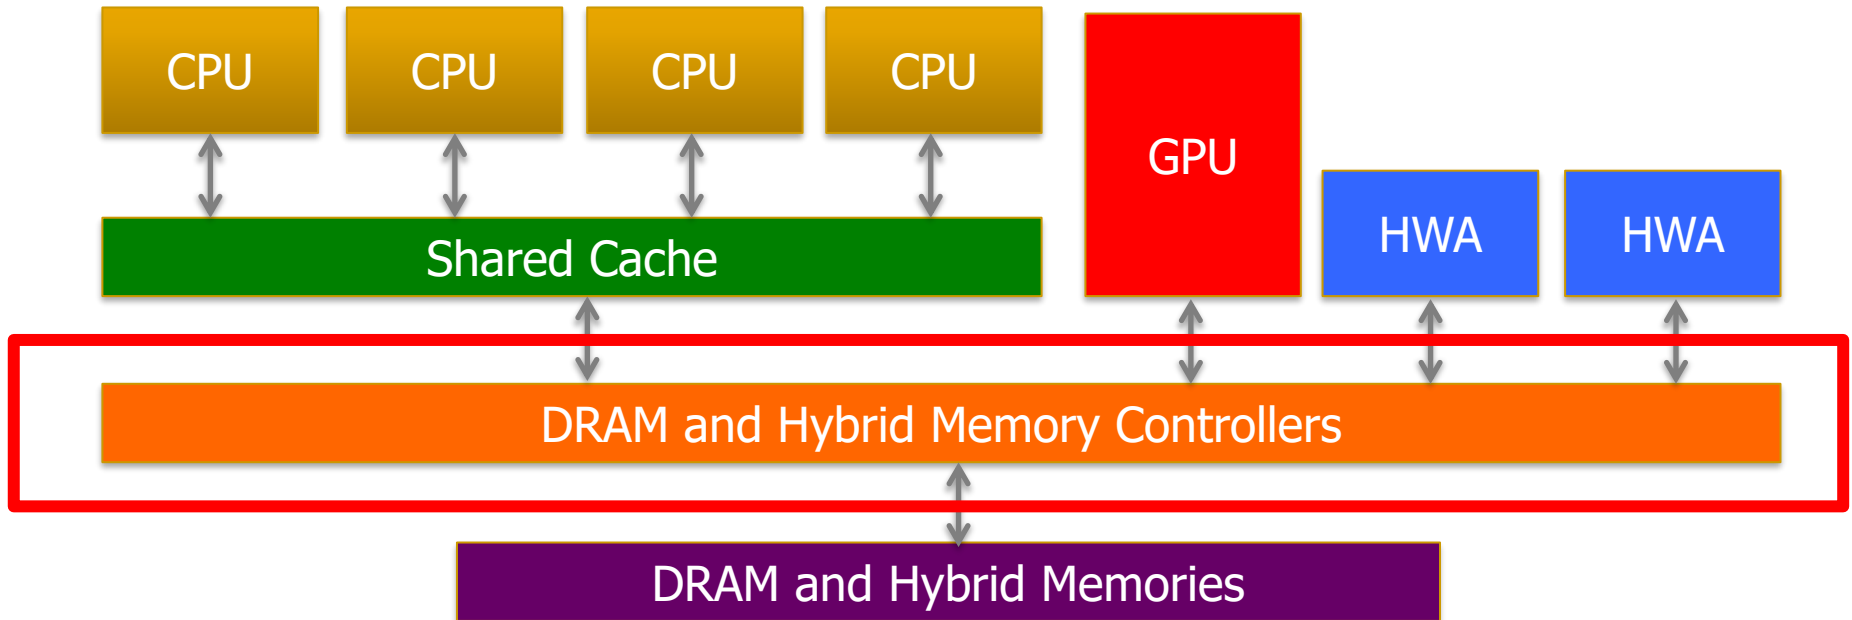 CPU
CPU
CPU
CPU
GPU
HWA
HWA
Shared Cache
DRAM and Hybrid Memory Controllers
DRAM and Hybrid Memories